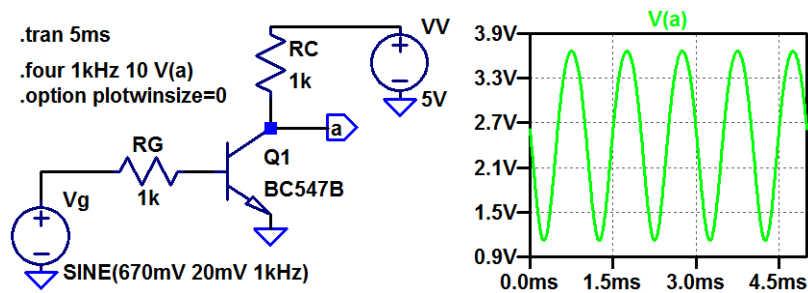 .tran 5ms
.four 1kHz 10 V(a)
.option plotwinsize=0
RC
1k
VV
5V
a
Q1
BC547B
RG
1k
Vg
SINE(670mV 20mV 1kHz)
V(a)
3.9V
3.3V
2.7V
2.1V
1.5V
0.9V
0.0ms 1.5ms 3.0ms 4.5ms